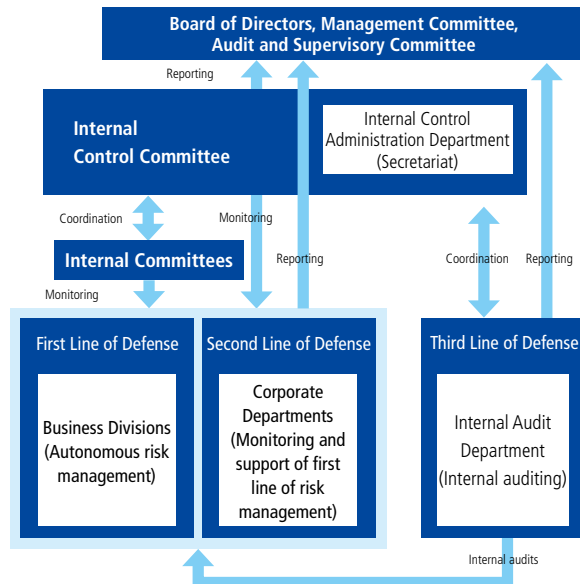 Board of Directors, Management Committee,
Audit and Supervisory Committee
Reporting
Internal
Control Committee
Internal Control
Administration Department
(Secretariat)
Coordination
Monitoring
Internal Committees
Reporting
Coordination
Reporting
Monitoring
First Line of Defense
Business Divisions
(Autonomous risk
management)
Second Line of Defense
Corporate
Departments
(Monitoring and
support of first
line of risk
management)
Third Line of Defense
Internal Audit
Department
(Internal auditing)
Internal audits